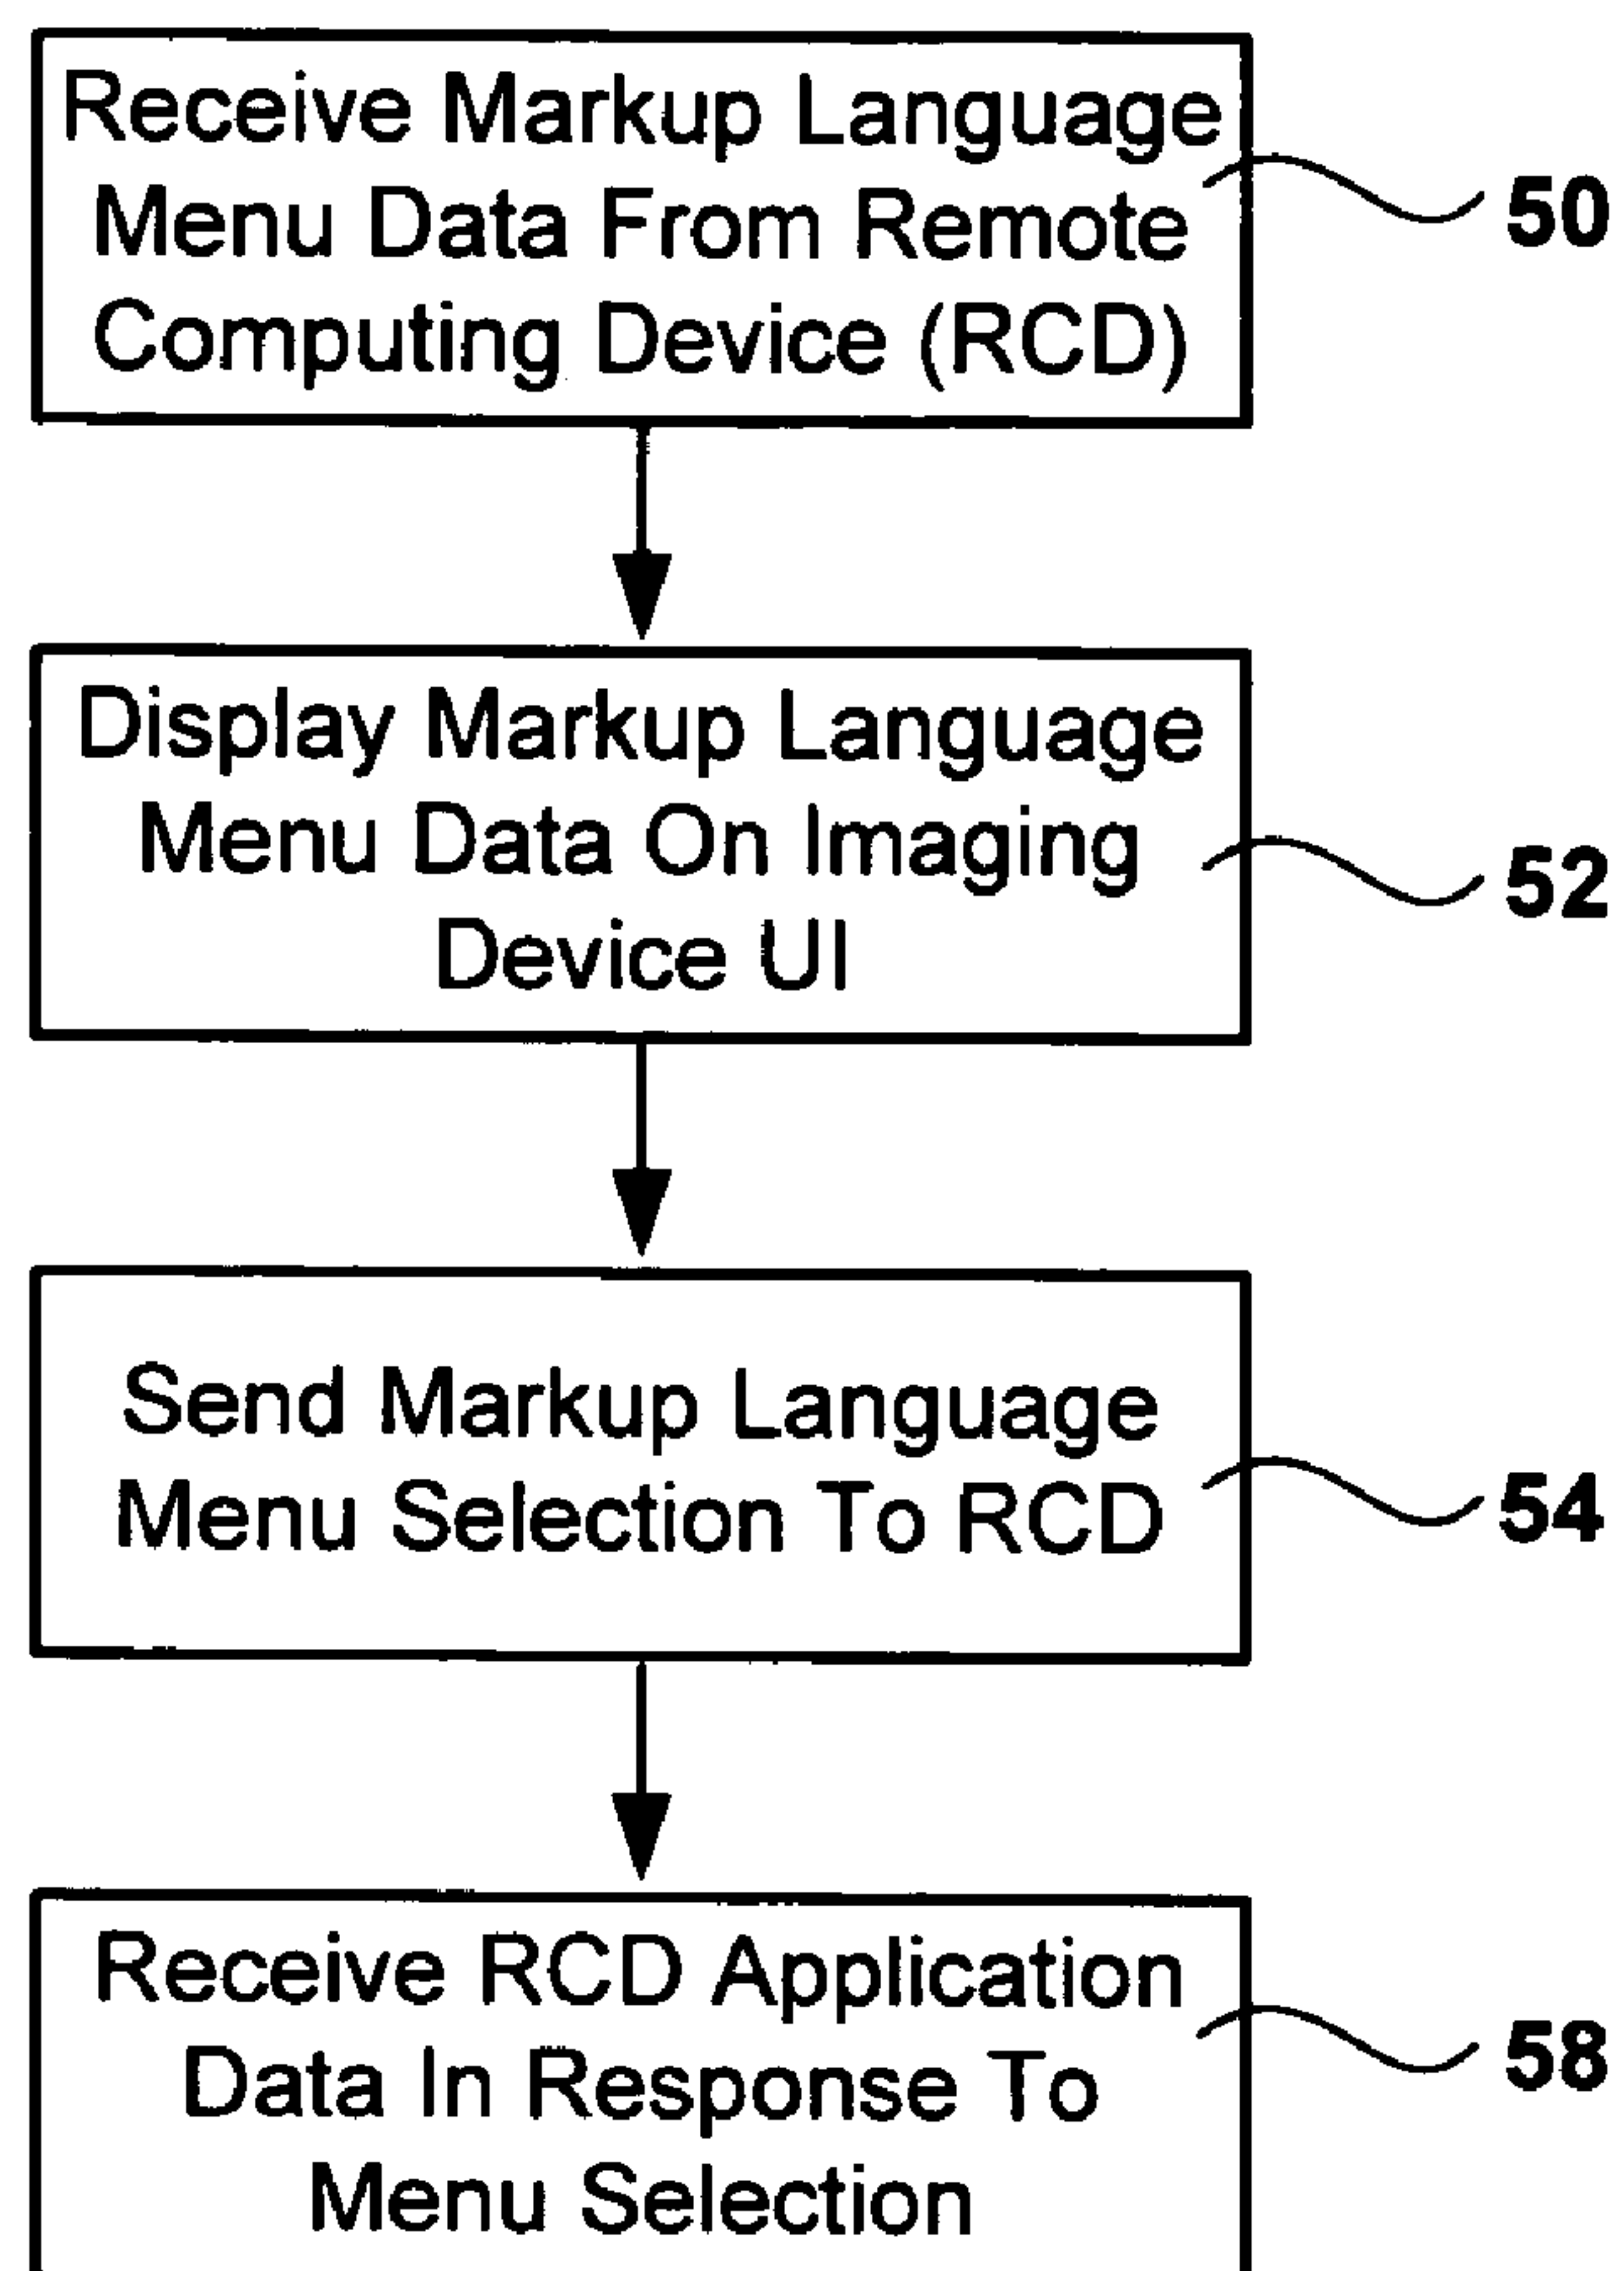 Receive Markup Language
Menu Data From Remote
Computing Device (RCD)
50
Display Markup Language
Menu Data On Imaging
Device UI
52
Send Markup Language
Menu Selection To RCD
54
Receive RCD Application
Data In Response To
Menu Selection
58